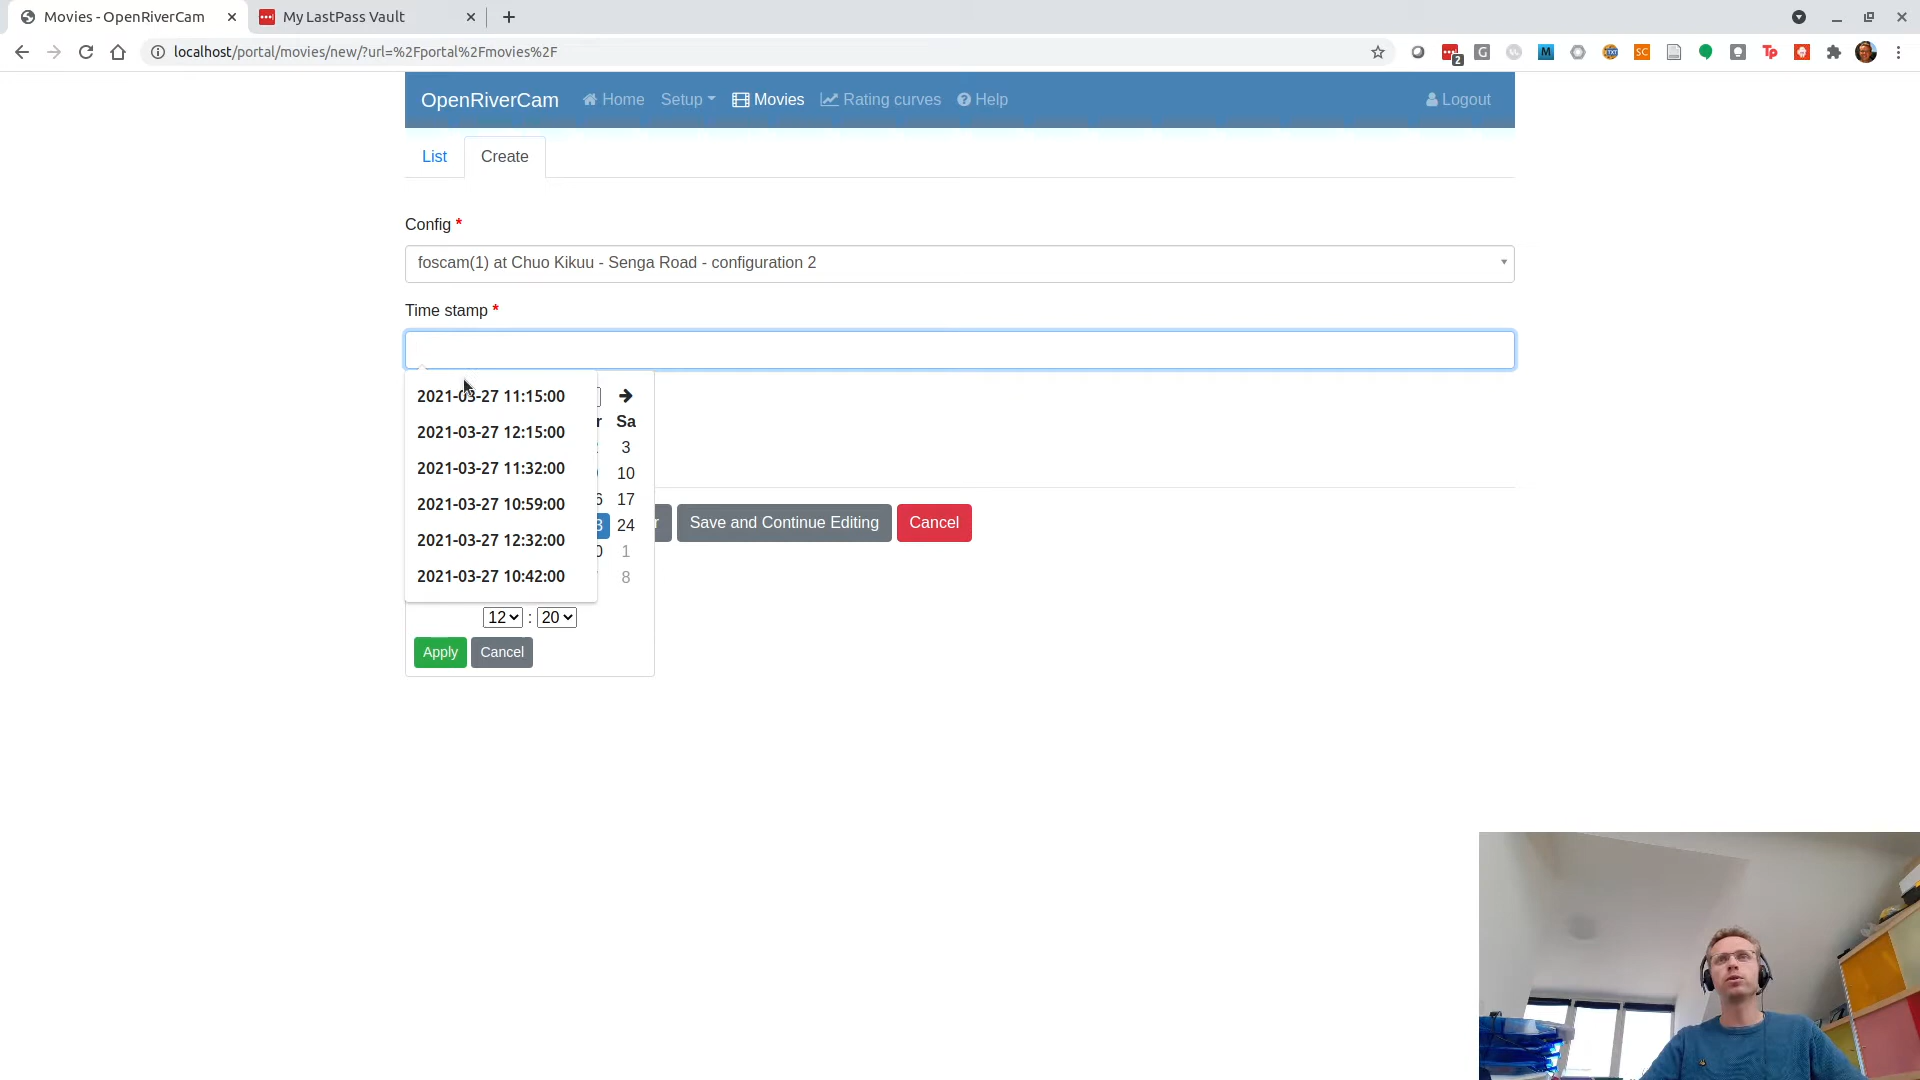 Movies - OpenRiverCam
My LastPass Vault
localhost/portal/movies/new/?url=%2Fportal%2Fmovies%2F
2
OpenRiverCam Home Setup Movies Rating curves Help Logout
List Create
Config *
foscam(1) at Chuo Kikuu - Senga Road - configuration 2
Time stamp *
2021-03-27 11:15:00
2021-03-27 12:15:00
2021-03-27 11:32:00
2021-03-27 10:59:00
2021-03-27 12:32:00
2021-03-27 10:42:00
r Sa
3
10
6 17
3 24
0 1
8
12 : 20
Apply Cancel
r Save and Continue Editing Cancel